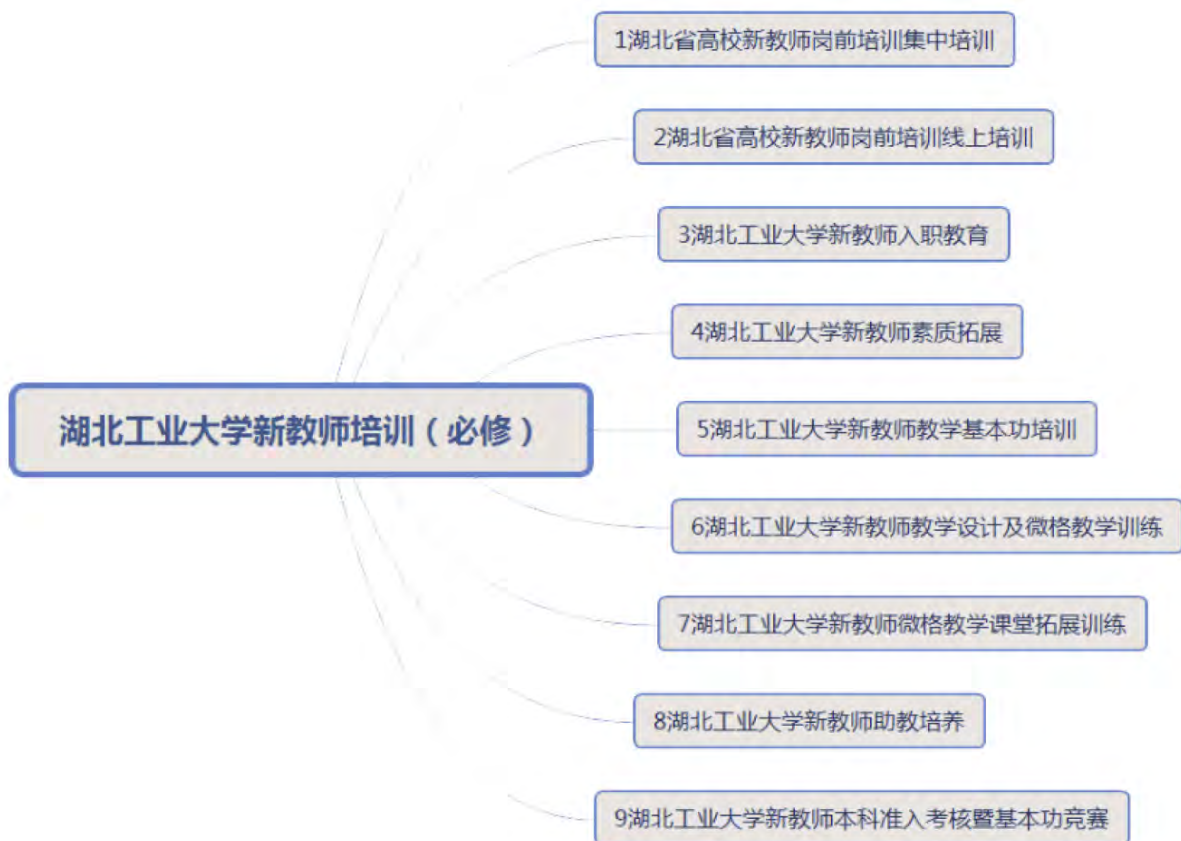 1湖北省高校新教师岗前培训集中培训
2湖北省高校新教师岗前培训线上培训
3湖北工业大学新教师入职教育
4湖北工业大学新教师素质拓展
湖北工业大学新教师培训（必修）
5湖北工业大学新教师教学基本功培训
6湖北工业大学新教师教学设计及微格教学训练
7湖北工业大学新教师微格教学课堂拓展训练
8湖北工业大学新教师助教培养
9湖北工业大学新教师本科准入考核暨基本功竞赛